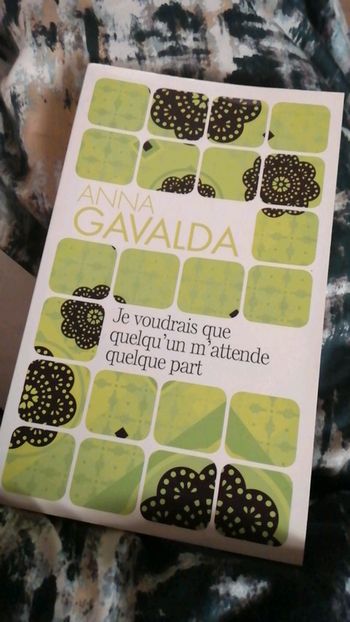 ANNA
GAVALDA
Je voudrais que
quelqu'un m'attende
quelque part